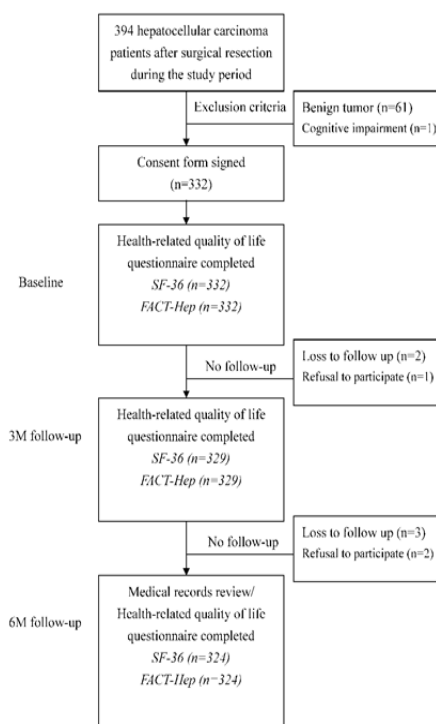 394 hepatocellular carcinoma
patients after surgical resection
during the study period
Exclusion criteria
Benign tumor (n=61)
Cognitive impairment (n=1)
Consent form signed
(n=332)
Baseline
Health-related quality of life
questionnaire completed
SF-36 (n=332)
FACT-Hep (n=332)
No follow-up
Loss to follow up (n=2)
Refusal to participate (n=1)
3M follow-up
Health-related quality of life
questionnaire completed
SF-36 (n=329)
FACT-Hep (n=329)
No follow-up
Loss to follow up (n=3)
Refusal to participate (n=2)
6M follow-up
Medical records review/
Health-related quality of life
questionnaire completed
SF-36 (n=324)
FACT-Hep (n=324)